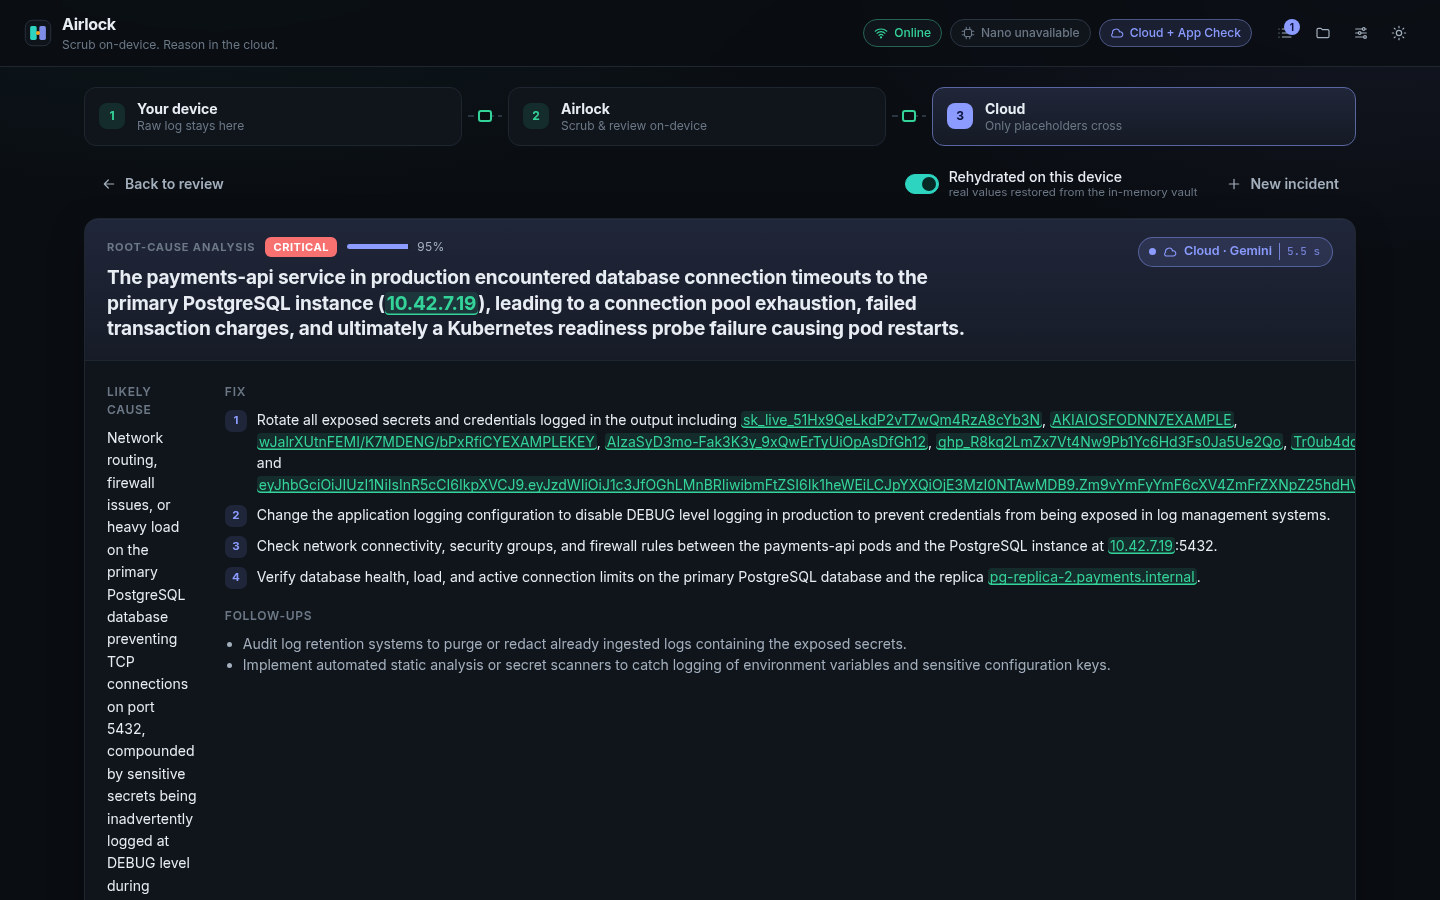 Airlock
Scrub on-device. Reason in the cloud.
Online
Nano unavailable
Cloud + App Check
1
1
Your device
Raw log stays here
2
Airlock
Scrub & review on-device
3
Cloud
Only placeholders cross
Back to review
Rehydrated on this device
real values restored from the in-memory vault
New incident
ROOT-CAUSE ANALYSIS CRITICAL 95%
Cloud · Gemini 5.5 s
The payments-api service in production encountered database connection timeouts to the
primary PostgreSQL instance (10.42.7.19), leading to a connection pool exhaustion, failed
transaction charges, and ultimately a Kubernetes readiness probe failure causing pod restarts.
LIKELY
CAUSE
Network
routing,
firewall
issues, or
heavy load
on the
primary
PostgreSQL
database
preventing
TCP
connections
on port
5432,
compounded
by sensitive
secrets being
inadvertently
logged at
DEBUG level
during
FIX
1 Rotate all exposed secrets and credentials logged in the output including sk_live_51Hx9QeLkdP2vT7wQm4RzA8cYb3N, AKIAIOSFODNN7EXAMPLE,
wJalrXUtnFEMI/K7MDENG/bPxRfiCYEXAMPLEKEY, AIzaSyD3mo-Fak3K3y_9xQwErTyUiOpAsDfGh12, ghp_R8kq2LmZx7Vt4Nw9Pb1Yc6Hd3Fs0Ja5Ue2Qo,
and
2 Change the application logging configuration to disable DEBUG level logging in production to prevent credentials from being exposed in log management systems.
3 Check network connectivity, security groups, and firewall rules between the payments-api pods and the PostgreSQL instance at 10.42.7.19:5432.
4 Verify database health, load, and active connection limits on the primary PostgreSQL database and the replica pg-replica-2.payments.internal.
FOLLOW-UPS
Audit log retention systems to purge or redact already ingested logs containing the exposed secrets.
Implement automated static analysis or secret scanners to catch logging of environment variables and sensitive configuration keys.